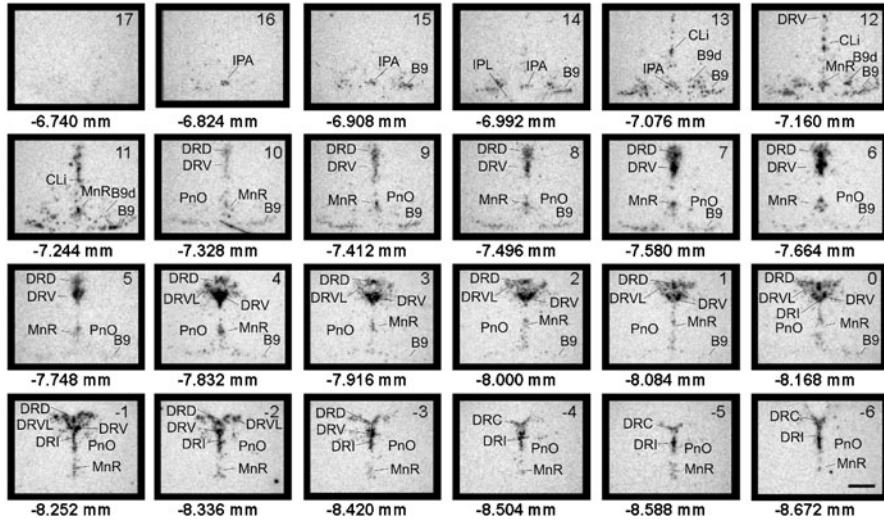 17 16 15 14 13 12
DRV
CLi CLi
B9d B9d
IPA IPA B9 IPL IPA B9 IPA B9 MnR B9
-6.740 mm -6.824 mm -6.908 mm -6.992 mm -7.076 mm -7.160 mm
11 10 9 8 7 6
DRD DRD DRD DRD DRD
DRV DRV DRV DRV DRV
CLi MnR B9d B9 PnO MnR B9 MnR PnO B9 MnR PnO B9 MnR PnO B9 MnR PnO B9
-7.244 mm -7.328 mm -7.412 mm -7.496 mm -7.580 mm -7.664 mm
5 4 3 2 1 0
DRD DRD DRD DRD DRD DRD
DRV DRVL DRV DRVL DRV DRVL DRV DRVL DRV DRVL DRV
DRI
MnR PnO B9 PnO MnR PnO MnR B9 PnO MnR B9 PnO MnR B9 PnO MnR B9
-7.748 mm -7.832 mm -7.916 mm -8.000 mm -8.084 mm -8.168 mm
-1 -2 -3 -4 -5 -6
DRD DRD DRD DRC DRC DRC
DRVL DRV DRV DRVL DRV
DRI PnO DRI PnO DRI PnO DRI PnO DRI PnO DRI PnO
MnR MnR MnR MnR MnR MnR
-8.252 mm -8.336 mm -8.420 mm -8.504 mm -8.588 mm -8.672 mm